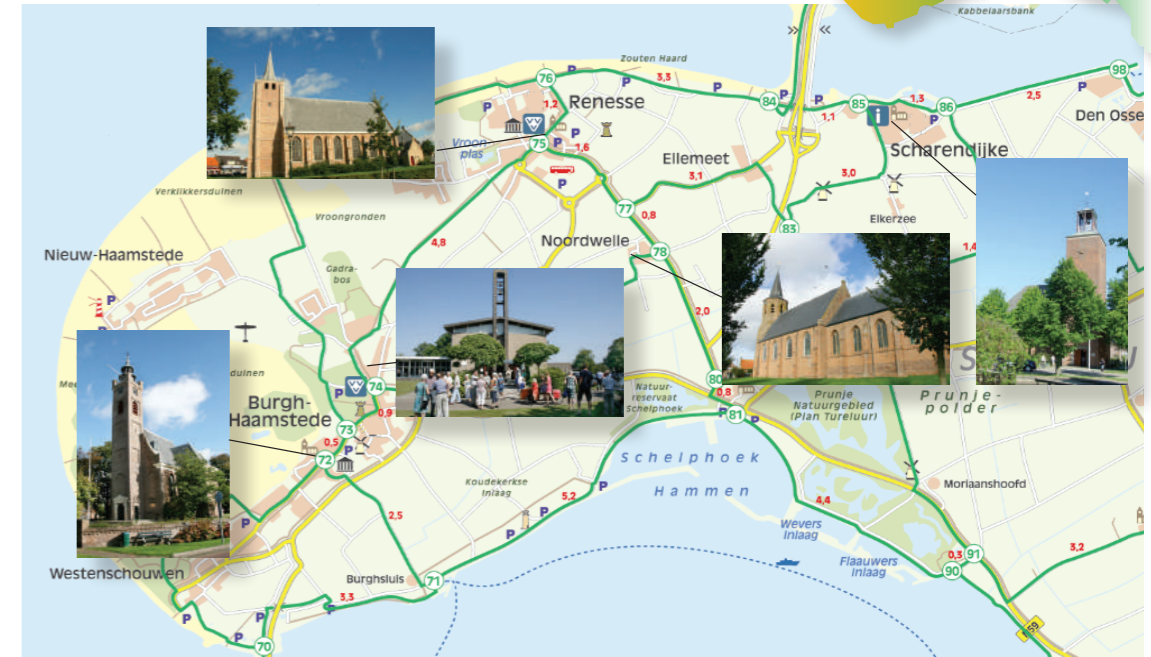 Kabbelaarsbank
» «
Zouten Haard
98
76
P
P
3,3
P
P
84
P
85
1,3
86
2,5
P
P
1,2
Renesse
1,1
i
P
Den Osse
Vroon-
plas
75
P
P
1,6
P
Ellemeet
3,1
Scharendijke
3,0
Verklikkersduinen
Vroongronden
77
0,8
Elkerzee
83
4,8
Noordwelle
78
1,4
Nieuw-Haamstede
Gadra-
bos
P
P
2,0
S
duinen
74
P
0,9
80
0,8
P
81
P
Natuur-
reservaat
Schelphoek
Prunje
Natuurgebied
(Plan Tureluur)
Prunje-
polder
Burgh-
Haamstede
73
0,5
P
72
Schelphoek
Hammen
Koudekerkse
Inlaag
5,2
P
P
P
Moriaanshoofd
4,4
Wevers
Inlaag
Flaauwers
Inlaag
0,3
91
90
3,2
P
2,5
Westenschouwen
Burghsluis
71
3,3
P
P
P
P
70
N59